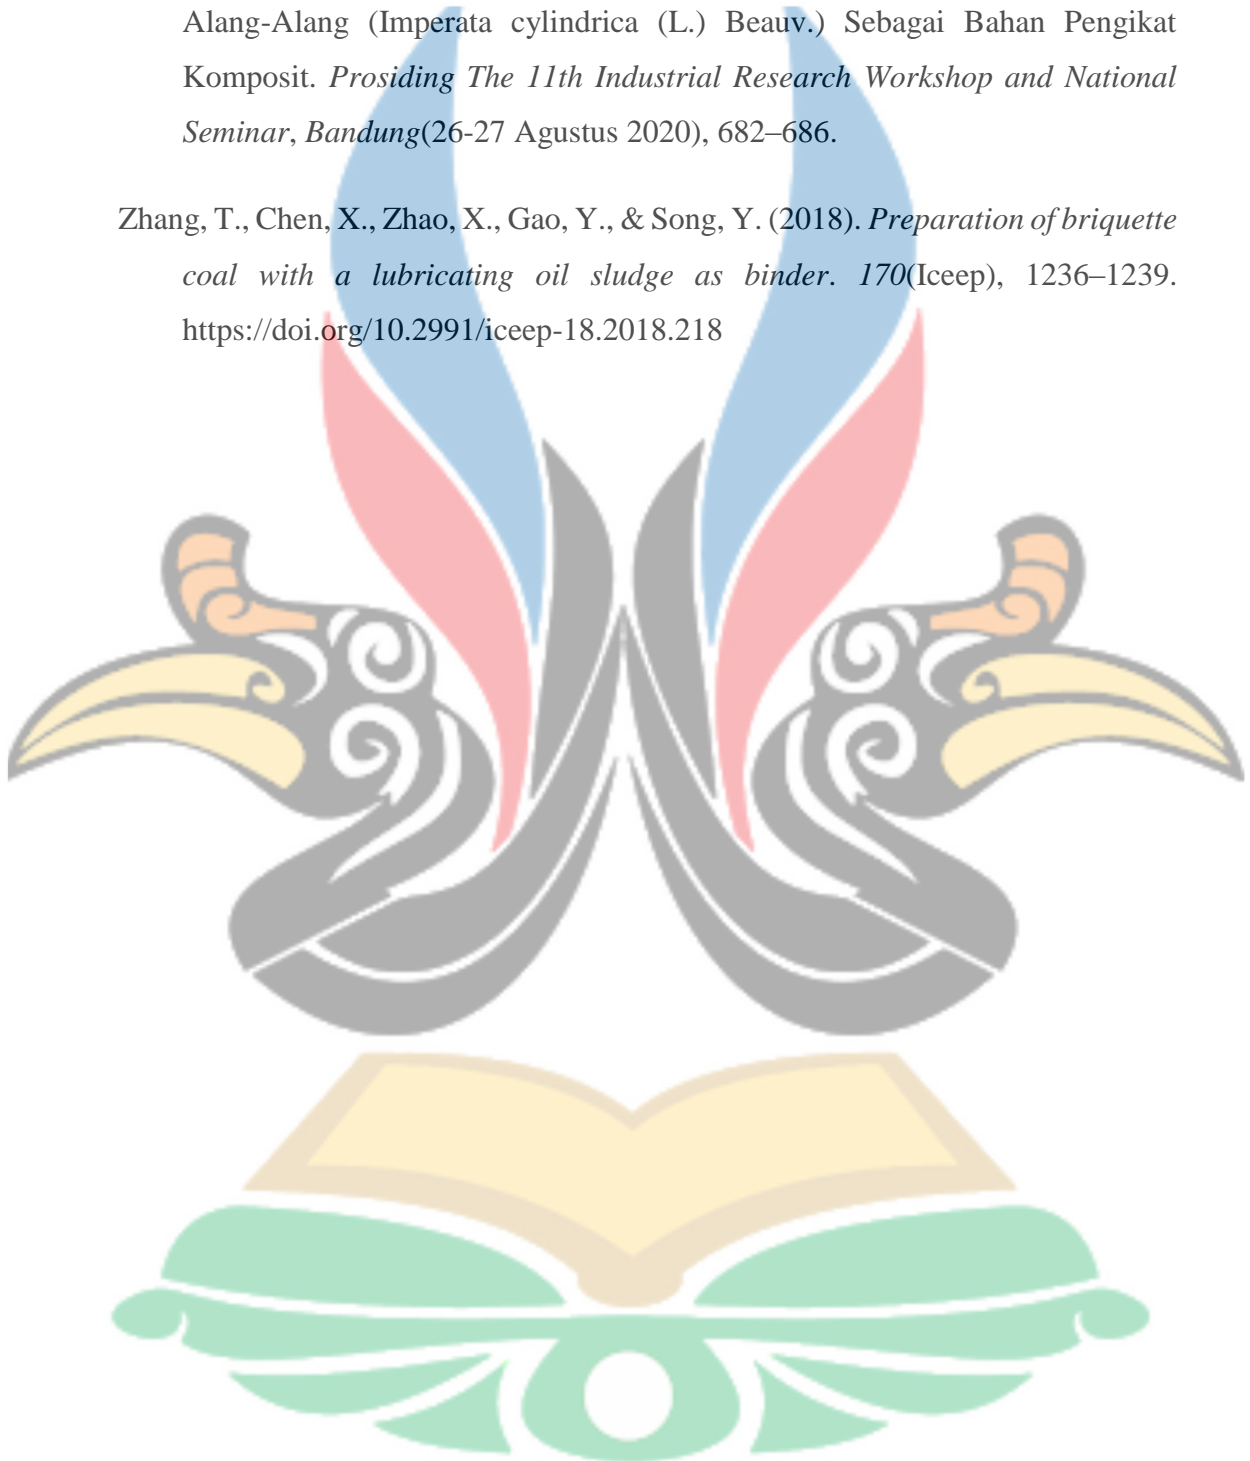 Alang-Alang (Imperata cylindrica (L.) Beauv.) Sebagai Bahan Pengikat
Komposit. Prosiding The 11th Industrial Research Workshop and National
Seminar, Bandung(26-27 Agustus 2020), 682–686.
Zhang, T., Chen, X., Zhao, X., Gao, Y., & Song, Y. (2018). Preparation of briquette
coal with a lubricating oil sludge as binder. 170(Iceep), 1236–1239.
https://doi.org/10.2991/iceep-18.2018.218